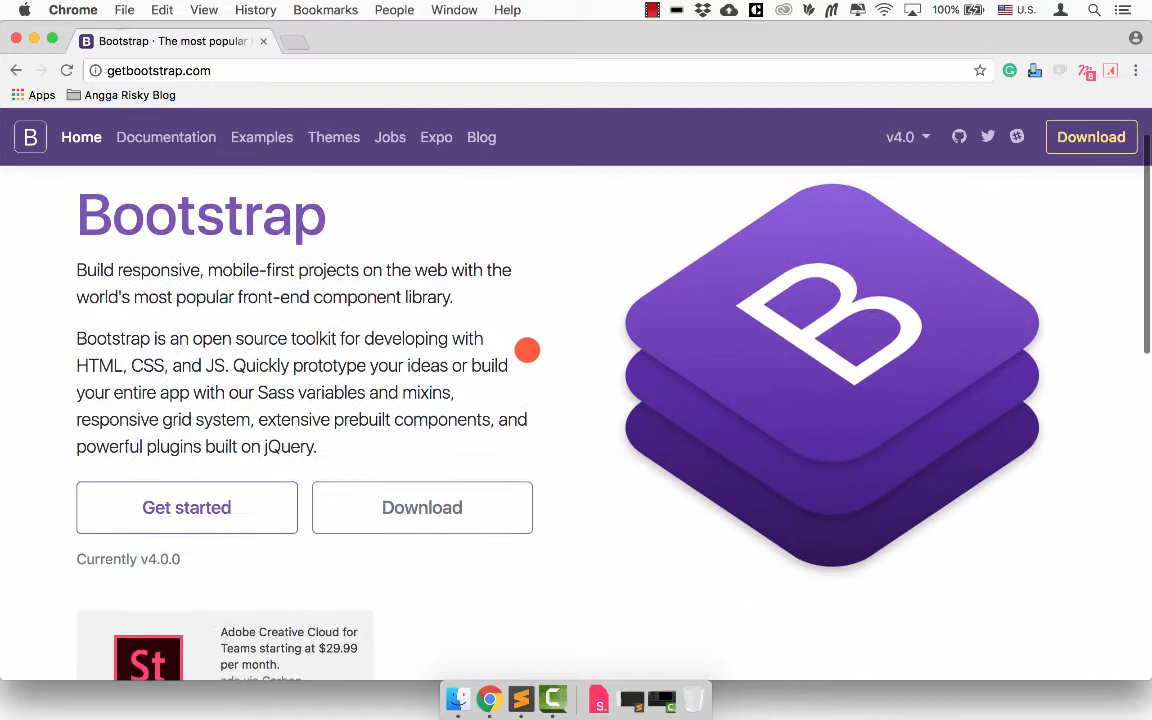 Chrome File Edit View History Bookmarks People Window Help 100% U.S.
Bootstrap · The most popular
getbootstrap.com
Apps Angga Risky Blog
B Home Documentation Examples Themes Jobs Expo Blog v4.0 Download
Bootstrap
Build responsive, mobile-first projects on the web with the
world's most popular front-end component library.
Bootstrap is an open source toolkit for developing with
HTML, CSS, and JS. Quickly prototype your ideas or build
your entire app with our Sass variables and mixins,
responsive grid system, extensive prebuilt components, and
powerful plugins built on jQuery.
Get started Download
Currently v4.0.0
B
St
Adobe Creative Cloud for
Teams starting at $29.99
per month.
ads via Carbon